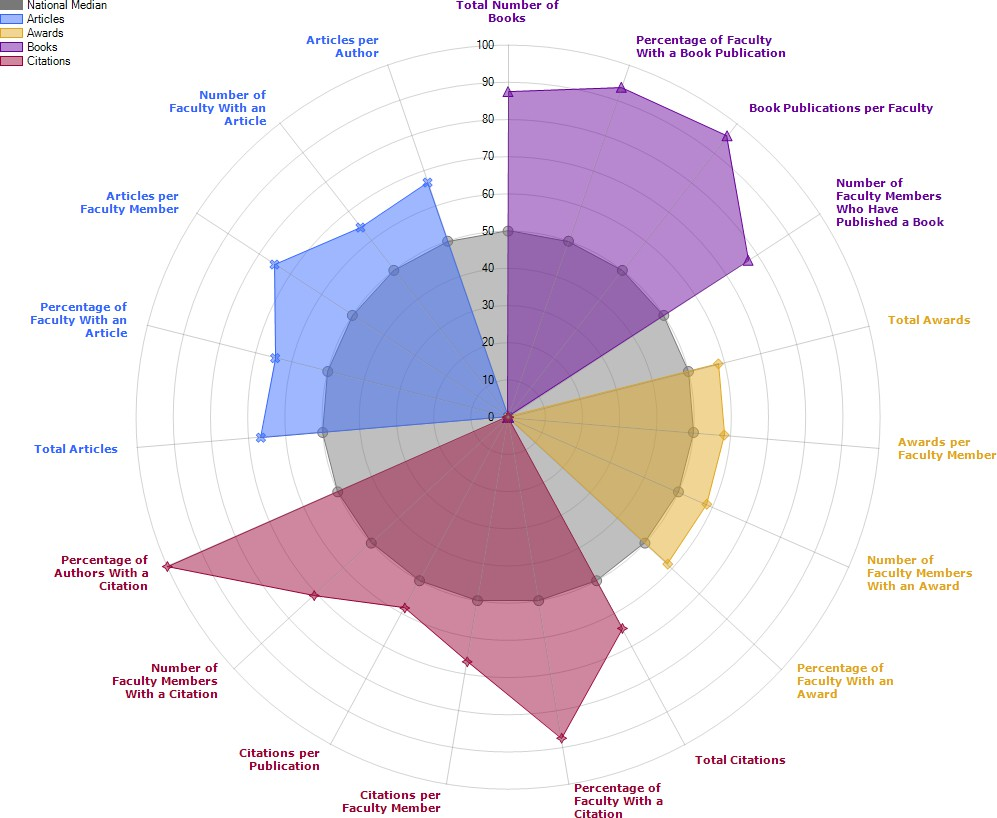 National Median
Articles
Awards
Books
Citations
Total Number of
Books
Percentage of Faculty
With a Book Publication
Book Publications per Faculty
Number of
Faculty Members
Who Have
Published a Book
Total Awards
Awards per
Faculty Member
Number of
Faculty Members
With an Award
Percentage of
Faculty With an
Award
Total Citations
Percentage of
Faculty With a
Citation
Citations per
Faculty Member
Citations per
Publication
Number of
Faculty Members
With a Citation
Percentage of
Authors With a
Citation
Total Articles
Percentage of
Faculty With an
Article
Articles per
Faculty Member
Number of
Faculty With an
Article
Articles per
Author
100
90
80
70
60
50
40
30
20
10
0